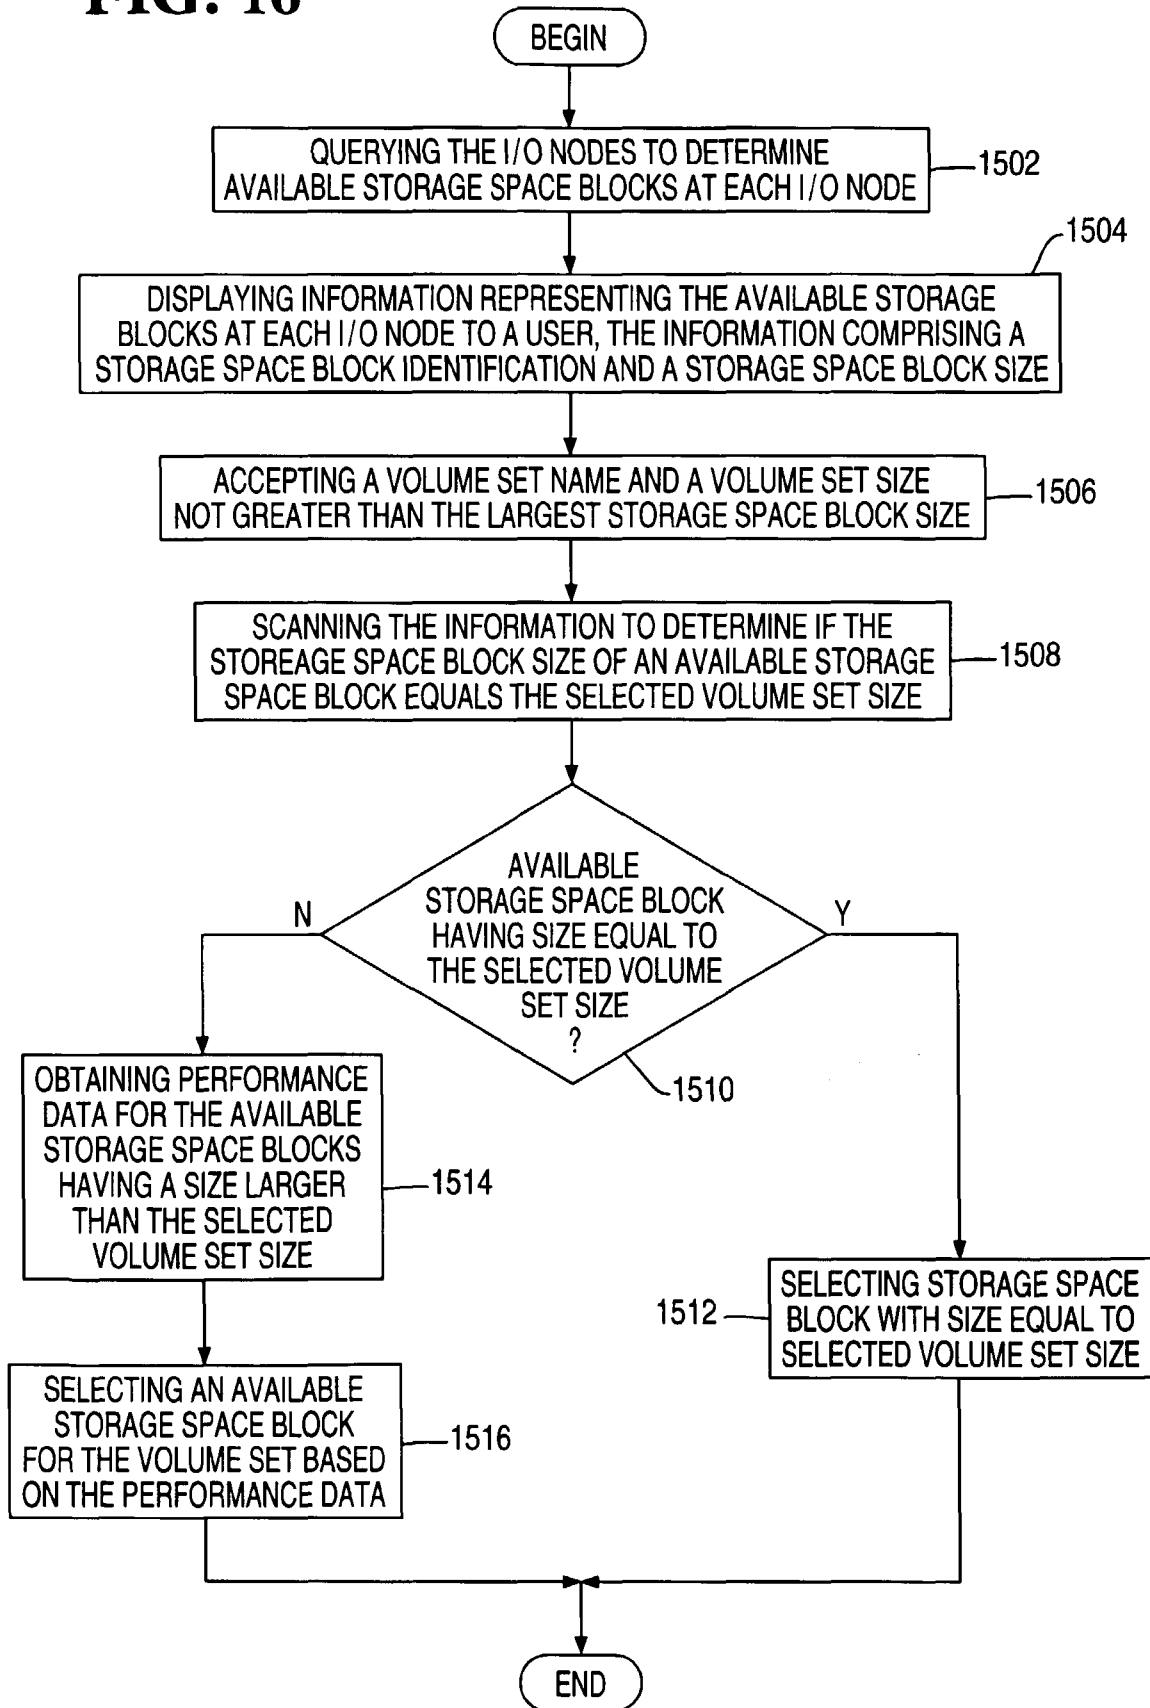 FIG. 16
BEGIN
QUERYING THE I/O NODES TO DETERMINE
AVAILABLE STORAGE SPACE BLOCKS AT EACH I/O NODE
1502
1504
DISPLAYING INFORMATION REPRESENTING THE AVAILABLE STORAGE
BLOCKS AT EACH I/O NODE TO A USER, THE INFORMATION COMPRISING A
STORAGE SPACE BLOCK IDENTIFICATION AND A STORAGE SPACE BLOCK SIZE
ACCEPTING A VOLUME SET NAME AND A VOLUME SET SIZE
NOT GREATER THAN THE LARGEST STORAGE SPACE BLOCK SIZE
1506
SCANNING THE INFORMATION TO DETERMINE IF THE
STOREAGE SPACE BLOCK SIZE OF AN AVAILABLE STORAGE
SPACE BLOCK EQUALS THE SELECTED VOLUME SET SIZE
1508
AVAILABLE
STORAGE SPACE BLOCK
HAVING SIZE EQUAL TO
THE SELECTED VOLUME
SET SIZE
?
N
Y
1510
OBTAINING PERFORMANCE
DATA FOR THE AVAILABLE
STORAGE SPACE BLOCKS
HAVING A SIZE LARGER
THAN THE SELECTED
VOLUME SET SIZE
1514
1512
SELECTING STORAGE SPACE
BLOCK WITH SIZE EQUAL TO
SELECTED VOLUME SET SIZE
SELECTING AN AVAILABLE
STORAGE SPACE BLOCK
FOR THE VOLUME SET BASED
ON THE PERFORMANCE DATA
1516
END